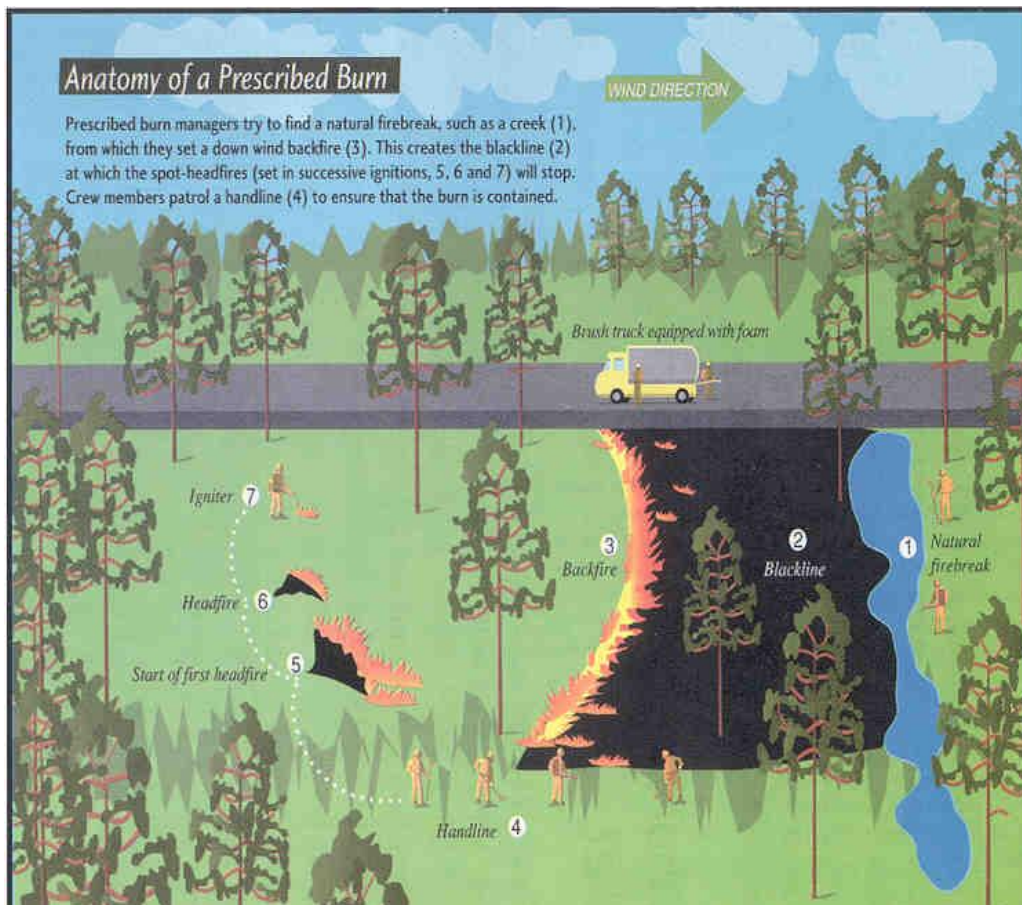 Anatomy of a Prescribed Burn
WIND DIRECTION
Prescribed burn managers try to find a natural firebreak, such as a creek (1),
from which they set a down wind backfire (3). This creates the blackline (2)
at which the spot-headfires (set in successive ignitions, 5, 6 and 7) will stop.
Crew members patrol a handline (4) to ensure that the burn is contained.
Brush truck equipped with foam
Igniter 7
3
Backfire
2
Blackline
1 Natural
firebreak
Headfire 6
Start of first headfire 5
Handline 4